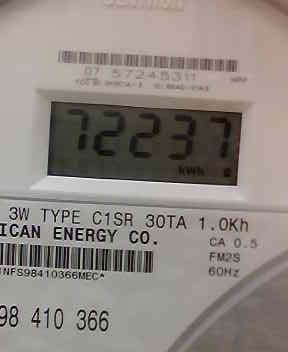 07 57245311
72237
kWh
3W TYPE C1SR 30TA 1.0Kh
ICAN ENERGY CO.
CA 0.5
FM2S
60Hz
NFS98410366MEC*
98 410 366